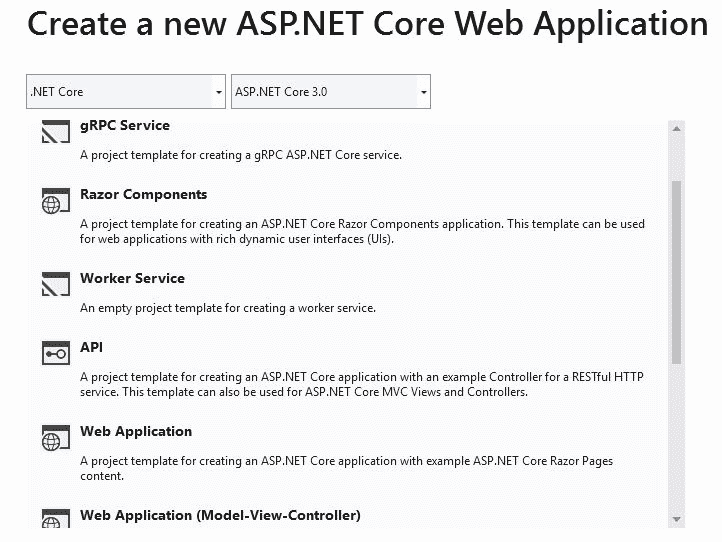 Create a new ASP.NET Core Web Application
.NET Core
ASP.NET Core 3.0
gRPC Service
A project template for creating a gRPC ASP.NET Core service.
Razor Components
A project template for creating an ASP.NET Core Razor Components application. This template can be used
for web applications with rich dynamic user interfaces (UIs).
Worker Service
An empty project template for creating a worker service.
API
A project template for creating an ASP.NET Core application with an example Controller for a RESTful HTTP
service. This template can also be used for ASP.NET Core MVC Views and Controllers.
Web Application
A project template for creating an ASP.NET Core application with example ASP.NET Core Razor Pages
content.
Web Application (Model-View-Controller)